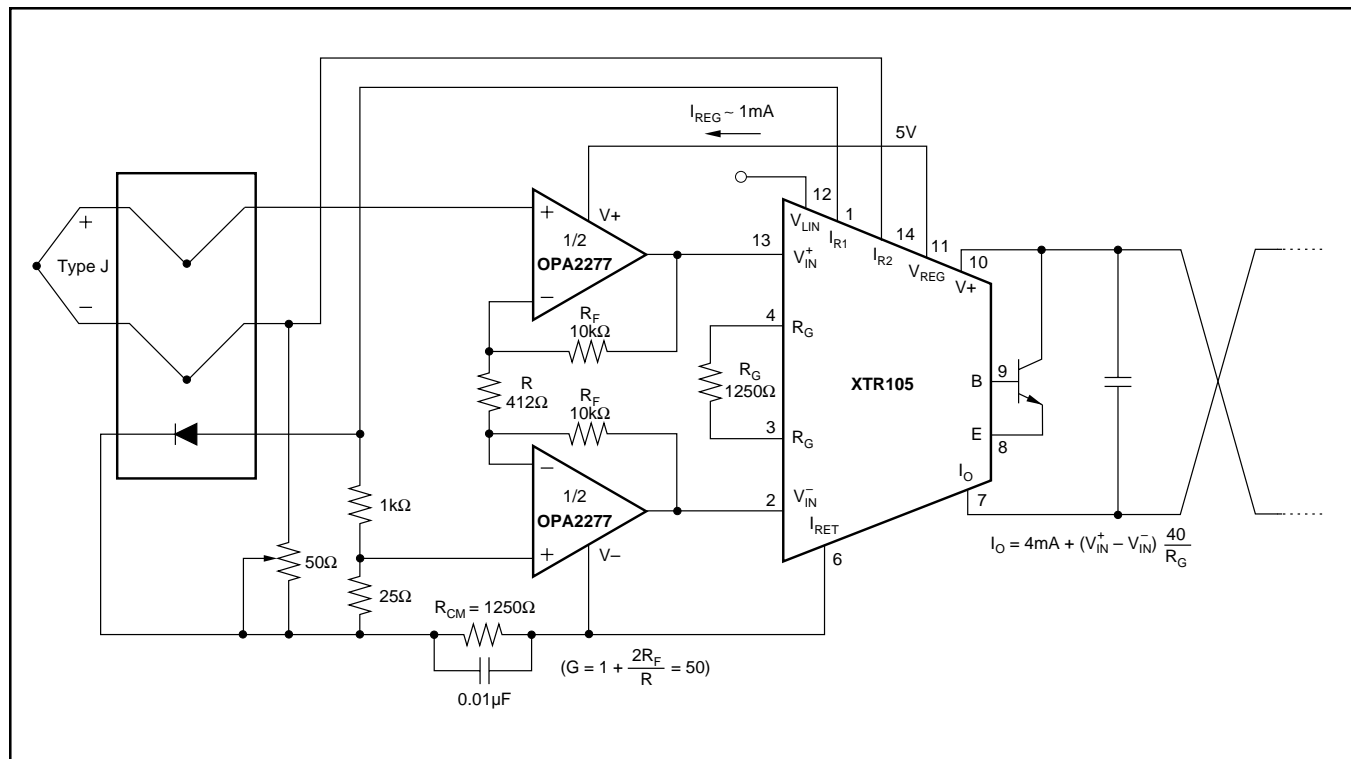 I_REG ~ 1mA
5V
+
Type J
–
+
V+
1/2
OPA2277
–
R_F
10kΩ
R
412Ω
R_F
10kΩ
–
1/2
OPA2277
+
V–
1kΩ
50Ω
25Ω
R_CM = 1250Ω
0.01µF
(G = 1 + 2R_F / R = 50)
12
V_LIN
1
I_R1
14
I_R2
11
V_REG
10
V+
13
V_IN^+
4
R_G
R_G
1250Ω
XTR105
3
R_G
2
V_IN^–
I_RET
6
B
9
E
8
I_O
7
I_O = 4mA + (V_IN^+ – V_IN^–) 40 / R_G